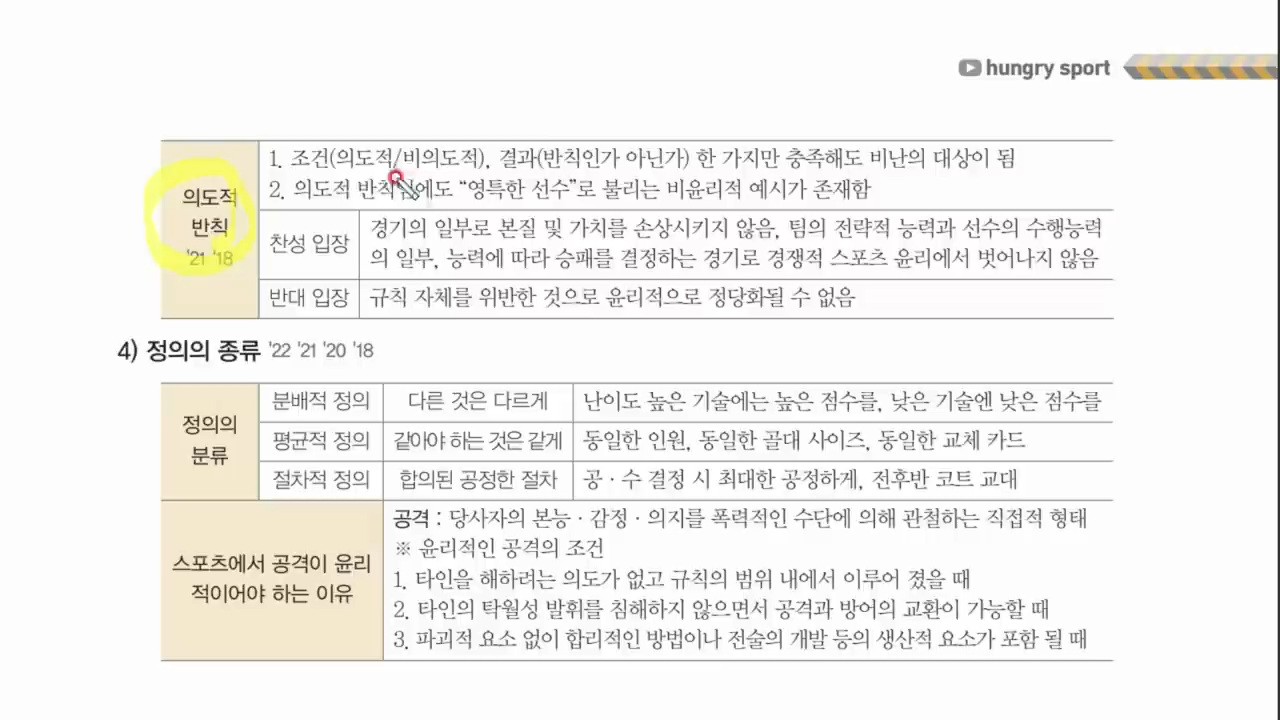 hungry sport
의도적
반칙
'21 '18
1. 조건(의도적/비의도적), 결과(반칙인가 아닌가) 한 가지만 충족해도 비난의 대상이 됨
2. 의도적 반칙임에도 “영특한 선수”로 불리는 비윤리적 예시가 존재함
찬성 입장
경기의 일부로 본질 및 가치를 손상시키지 않음, 팀의 전략적 능력과 선수의 수행능력
의 일부, 능력에 따라 승패를 결정하는 경기로 경쟁적 스포츠 윤리에서 벗어나지 않음
반대 입장
규칙 자체를 위반한 것으로 윤리적으로 정당화될 수 없음
4) 정의의 종류 '22 '21 '20 '18
정의의
분류
분배적 정의
다른 것은 다르게
난이도 높은 기술에는 높은 점수를, 낮은 기술엔 낮은 점수를
평균적 정의
같아야 하는 것은 같게
동일한 인원, 동일한 골대 사이즈, 동일한 교체 카드
절차적 정의
합의된 공정한 절차
공 · 수 결정 시 최대한 공정하게, 전후반 코트 교대
스포츠에서 공격이 윤리
적이어야 하는 이유
공격 : 당사자의 본능 · 감정 · 의지를 폭력적인 수단에 의해 관철하는 직접적 형태
※ 윤리적인 공격의 조건
1. 타인을 해하려는 의도가 없고 규칙의 범위 내에서 이루어 졌을 때
2. 타인의 탁월성 발휘를 침해하지 않으면서 공격과 방어의 교환이 가능할 때
3. 파괴적 요소 없이 합리적인 방법이나 전술의 개발 등의 생산적 요소가 포함 될 때